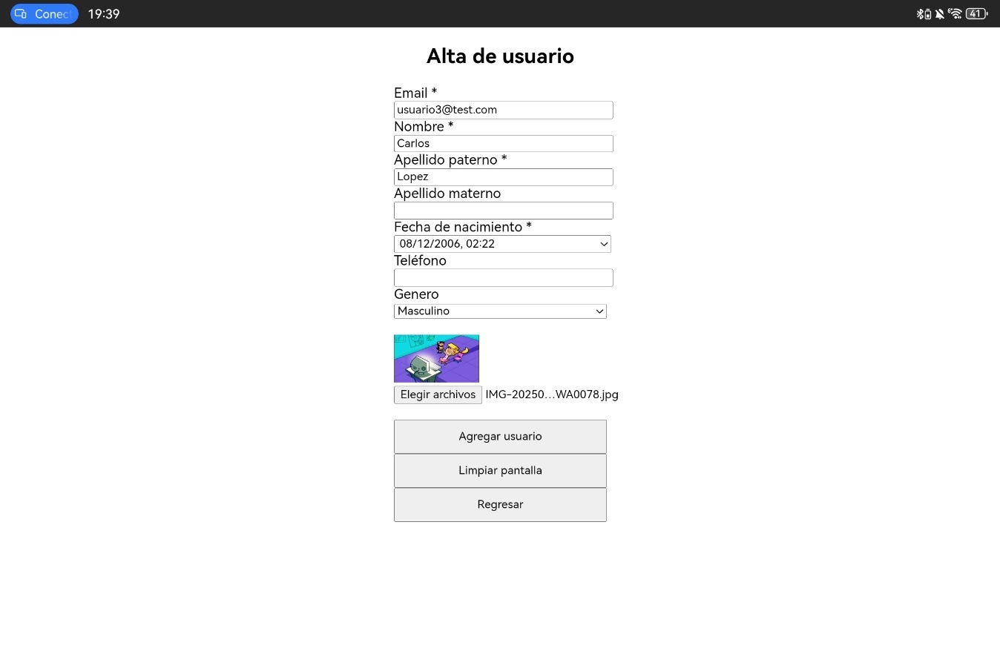 Conect
19:39
41
Alta de usuario
Email *
usuario3@test.com
Nombre *
Carlos
Apellido paterno *
Lopez
Apellido materno
Fecha de nacimiento *
08/12/2006, 02:22
Teléfono
Genero
Masculino
Elegir archivos IMG-20250...WA0078.jpg
Agregar usuario
Limpiar pantalla
Regresar